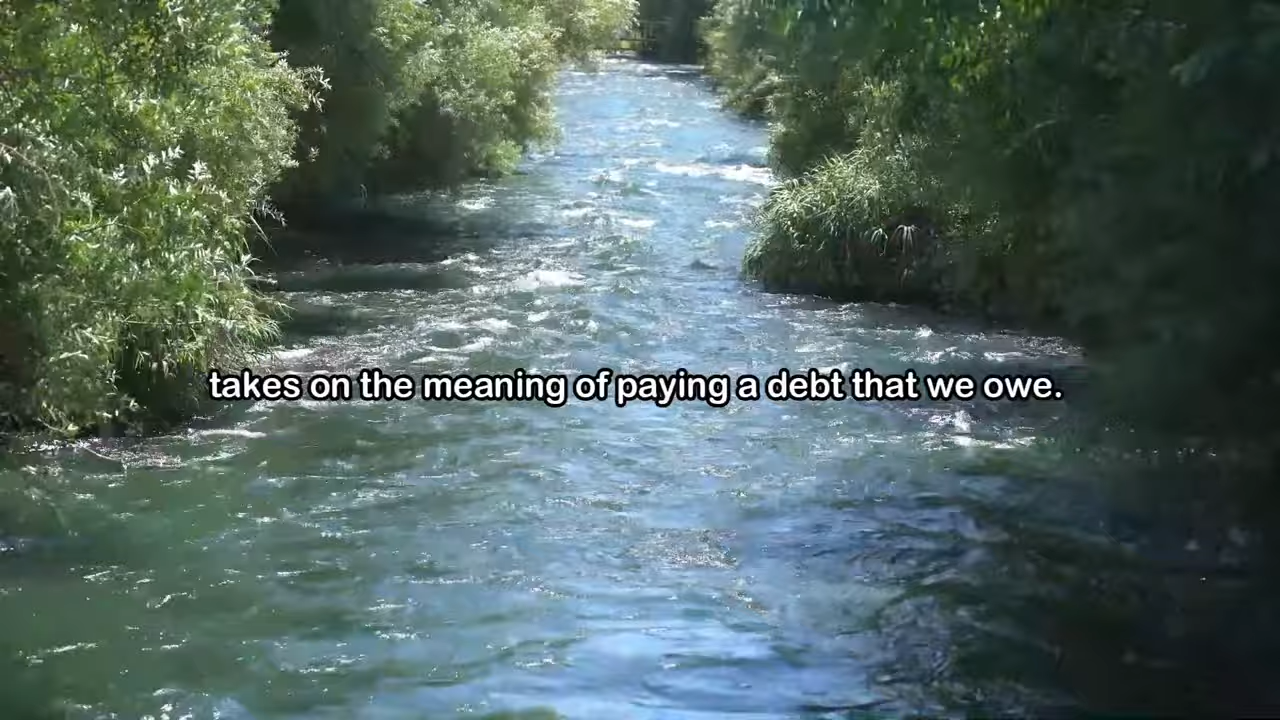 takes on the meaning of paying a debt that we owe.